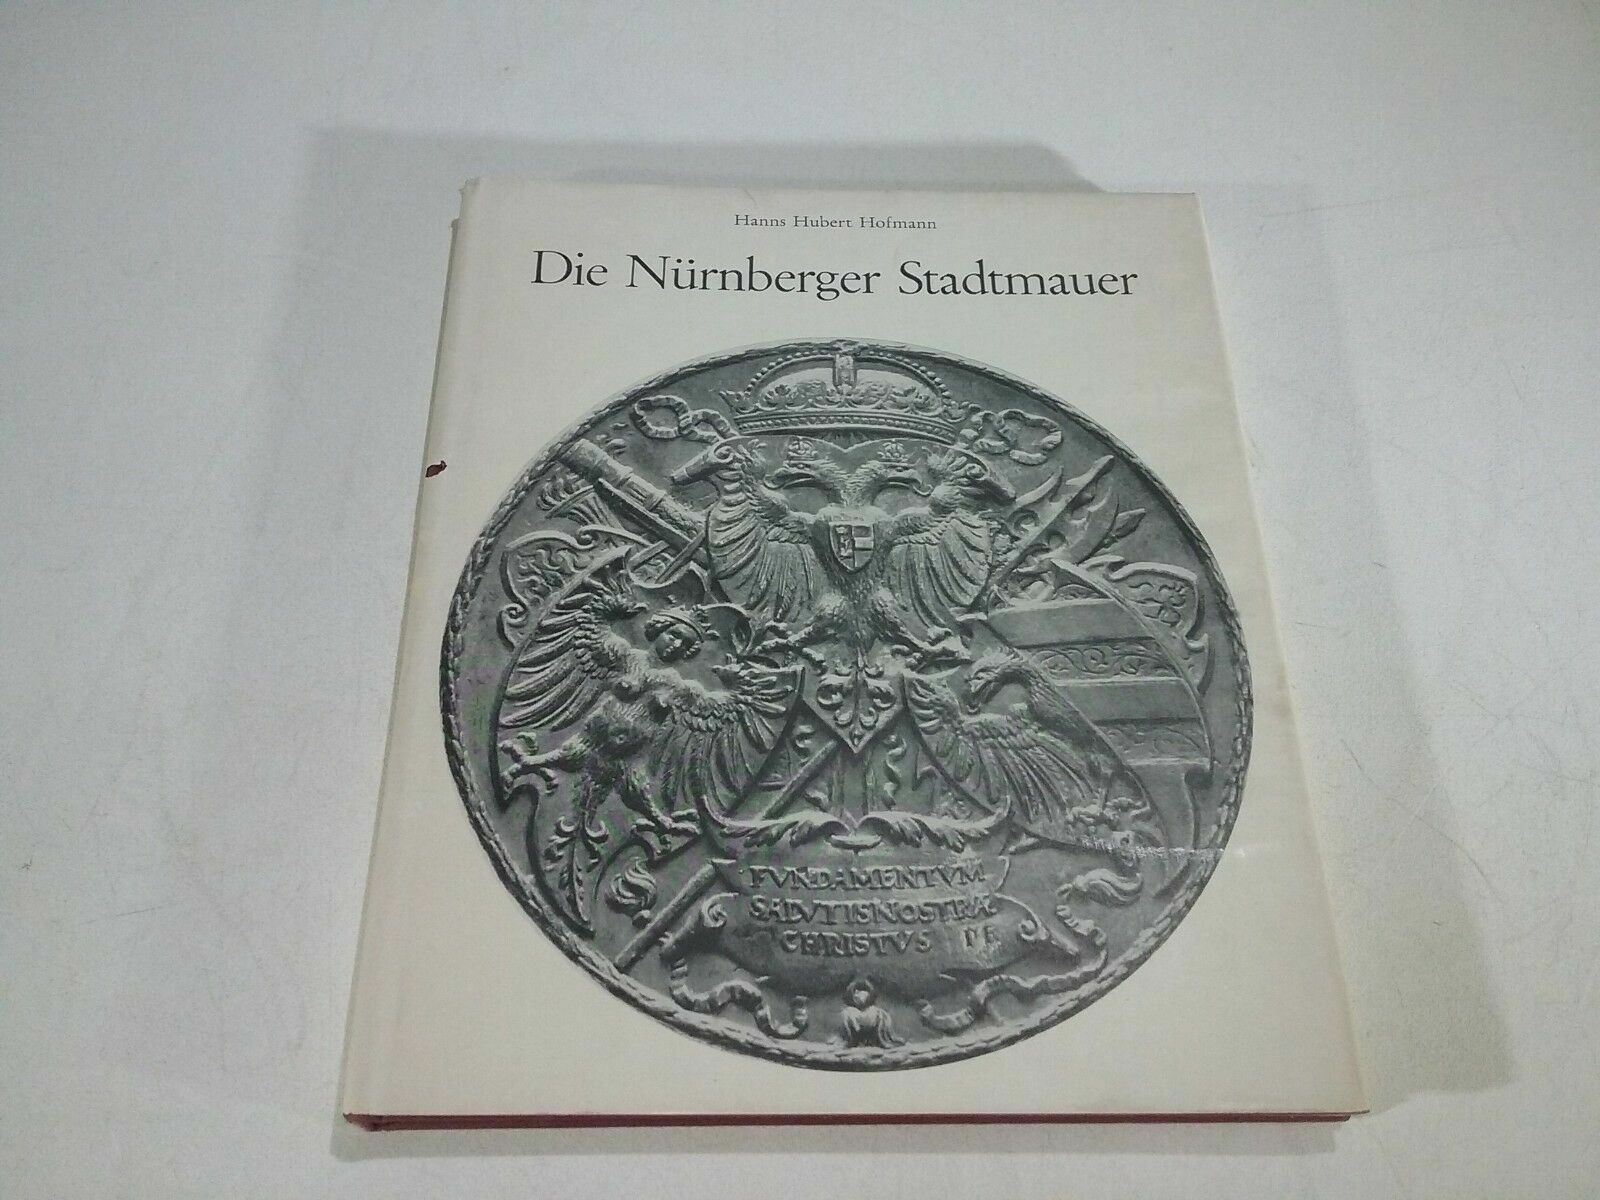 Hanns Hubert Hofmann
Die Nürnberger Stadtmauer
FVNDAMENTVM
SALVTISNOSTRÆ
CHRISTVS